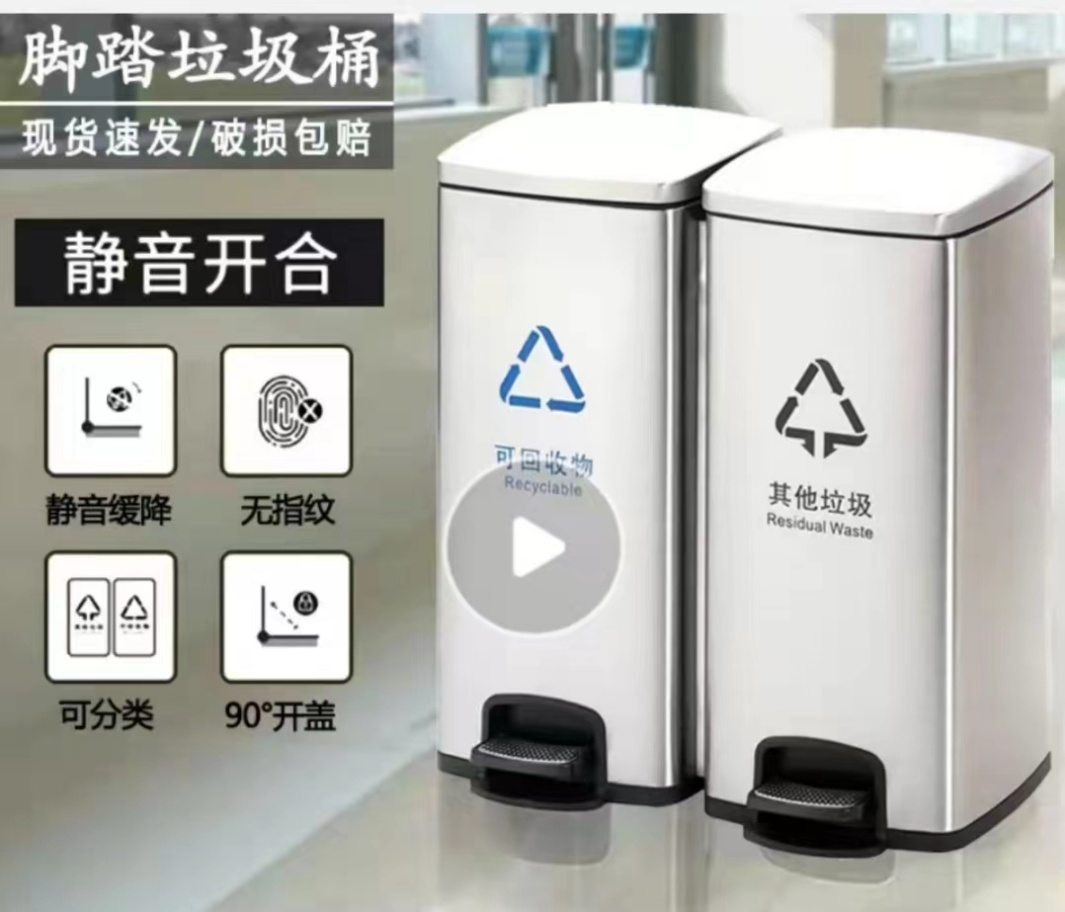 脚踏垃圾桶
现货速发/破损包赔
静音开合
静音缓降
无指纹
可分类
90°开盖
可回收物
Recyclable
其他垃圾
Residual Waste